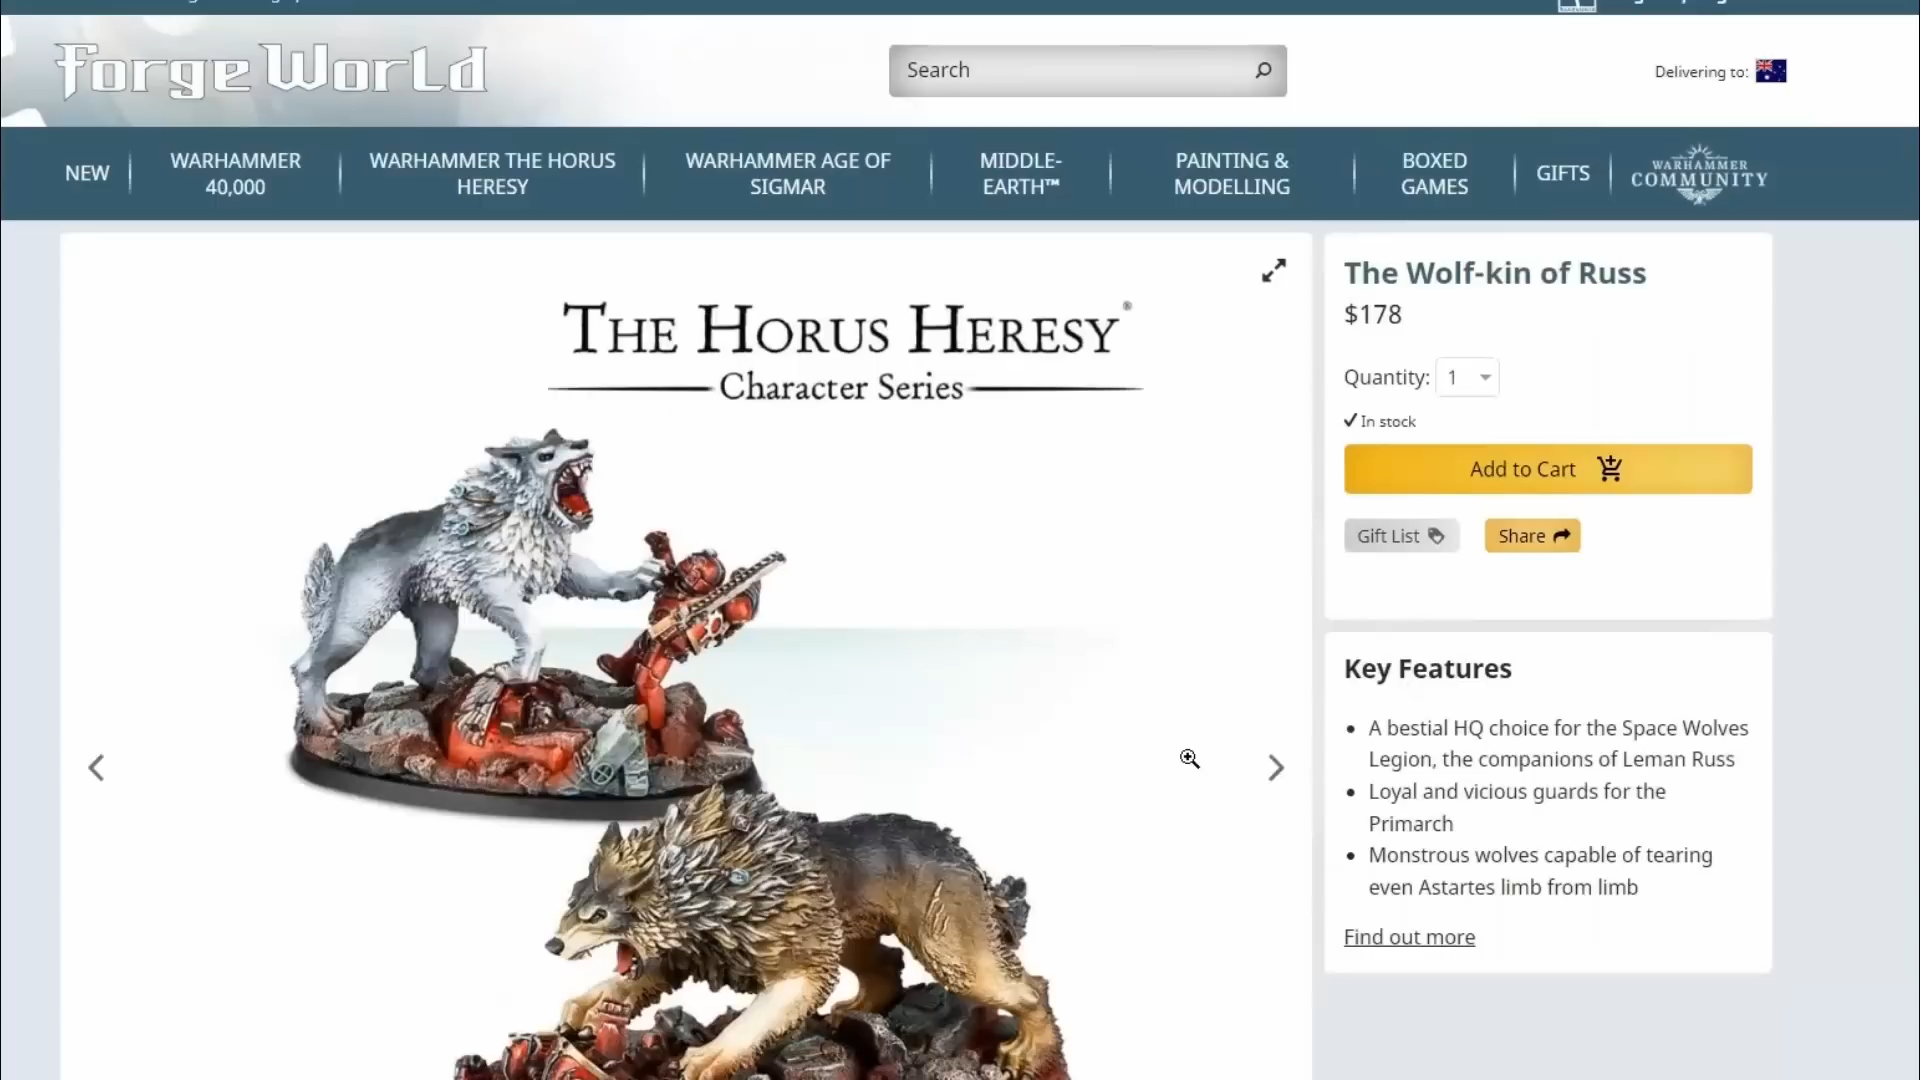 Forge World
Search
Delivering to:
NEW
WARHAMMER
40,000
WARHAMMER THE HORUS
HERESY
WARHAMMER AGE OF
SIGMAR
MIDDLE-
EARTH™
PAINTING &
MODELLING
BOXED
GAMES
GIFTS
WARHAMMER
COMMUNITY
THE HORUS HERESY®
Character Series
The Wolf-kin of Russ
$178
Quantity: 1
In stock
Add to Cart
Gift List
Share
Key Features
• A bestial HQ choice for the Space Wolves
Legion, the companions of Leman Russ
• Loyal and vicious guards for the
Primarch
• Monstrous wolves capable of tearing
even Astartes limb from limb
Find out more